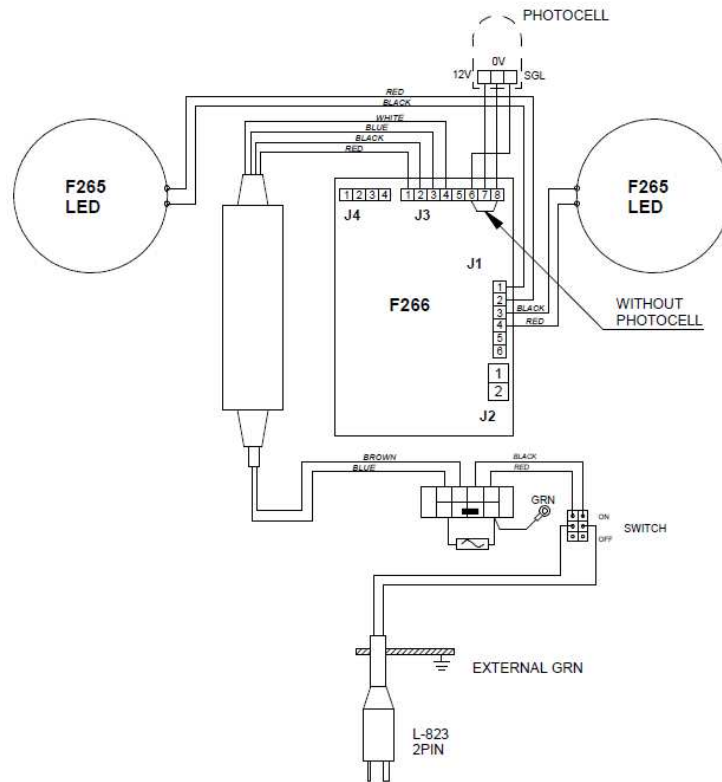 PHOTOCELL
0V
12V SGL
RED
BLACK
WHITE
BLUE
BLACK
RED
F265
LED
F265
LED
1 2 3 4
1 2 3 4 5 6 7 8
J4
J3
J1
F266
1
2
3
4
5
6
BLACK
RED
WITHOUT
PHOTOCELL
1
2
J2
BROWN
BLUE
BLACK
RED
GRN
ON
OFF
SWITCH
EXTERNAL GRN
L-823
2PIN